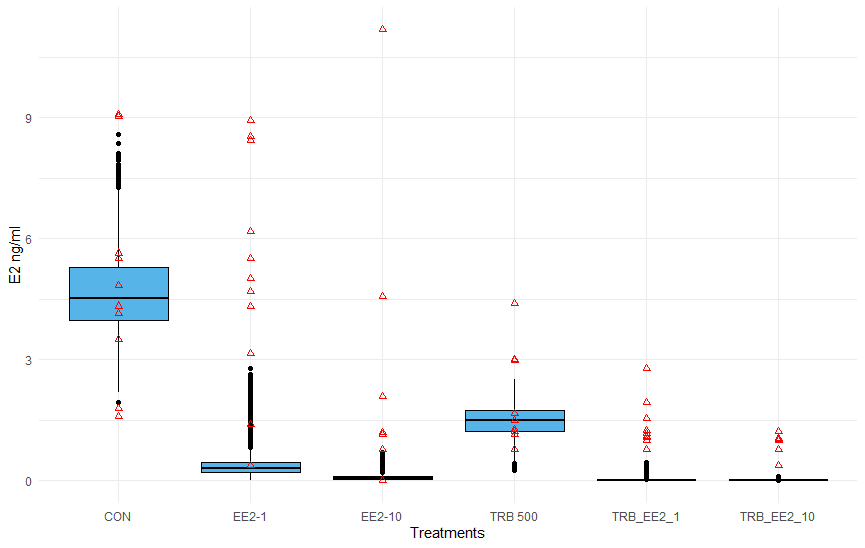 E2 ng/ml
9
6
3
0
CON EE2-1 EE2-10 TRB 500 TRB_EE2_1 TRB_EE2_10
Treatments